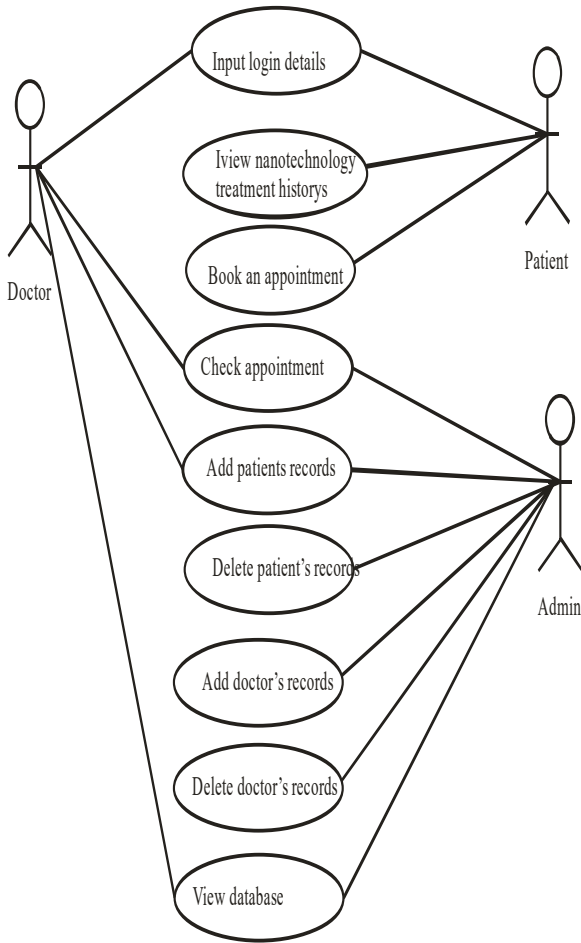 Input login details
Iview nanotechnology
treatment historys
Book an appointment
Doctor
Patient
Check appointment
Add patients records
Delete patient’s records
Admin
Add doctor’s records
Delete doctor’s records
View database